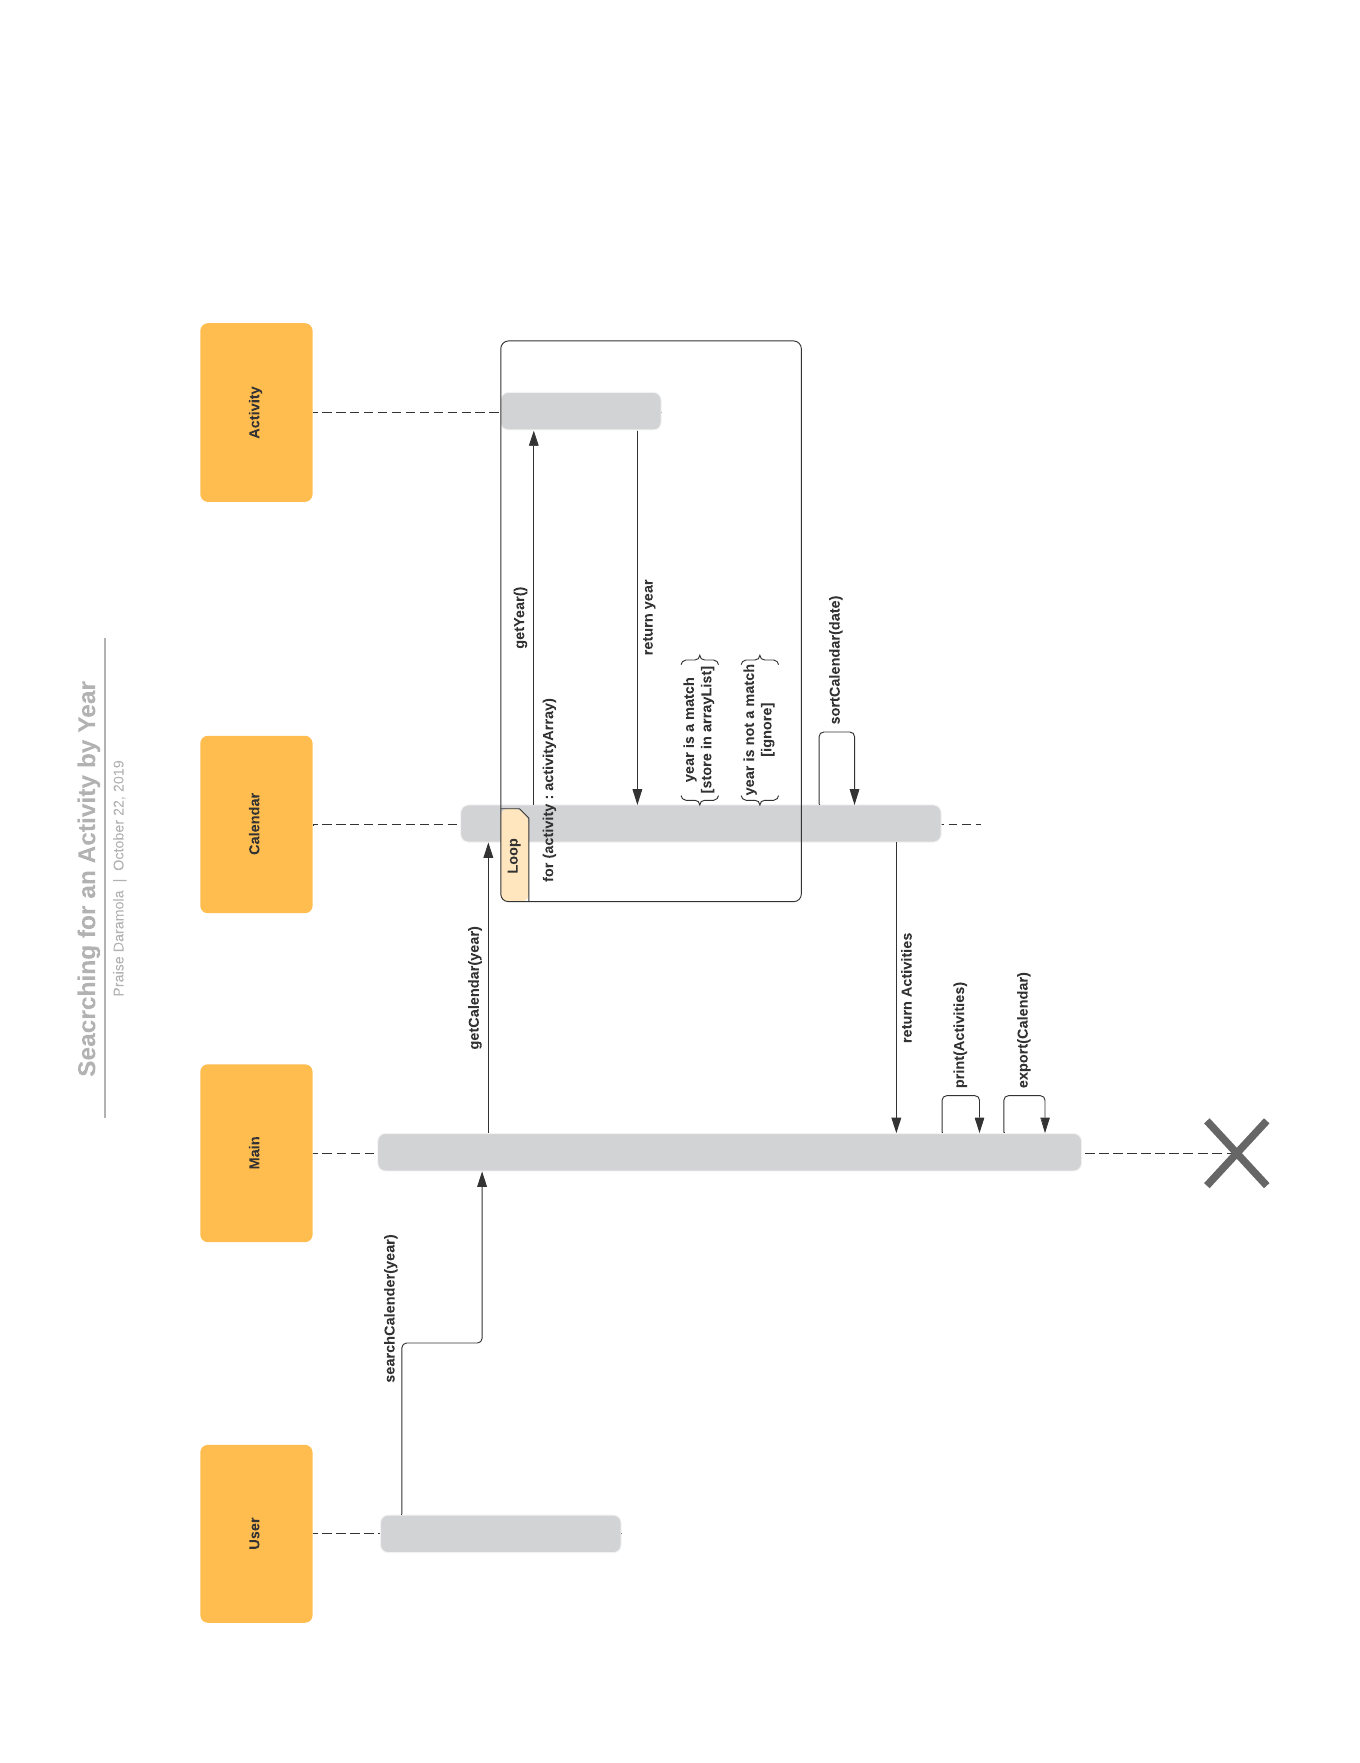 Seacrching for an Activity by Year
Praise Daramola | October 22, 2019
User
Main
Calendar
Activity
searchCalender(year)
getCalendar(year)
Loop
getYear()
for (activity : activityArray)
return year
year is a match
[store in arrayList]
year is not a match
[ignore]
sortCalendar(date)
return Activities
print(Activities)
export(Calendar)